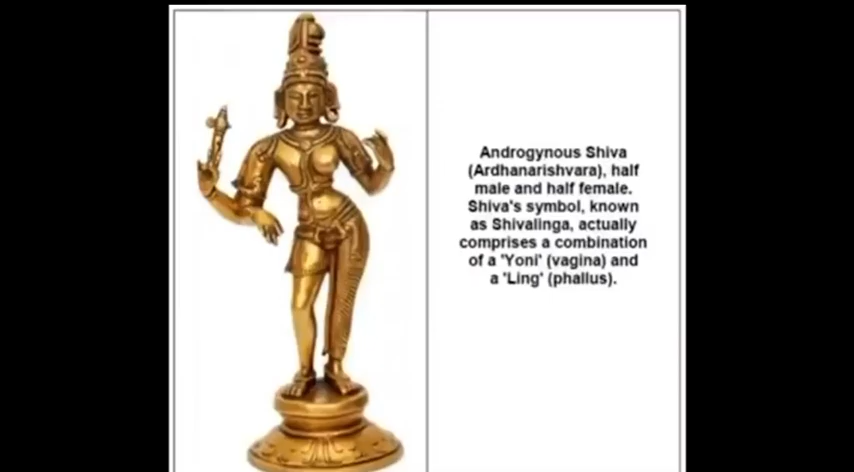 Androgynous Shiva
(Ardhanarishvara), half
male and half female.
Shiva's symbol, known
as Shivalinga, actually
comprises a combination
of a 'Yoni' (vagina) and
a 'Ling' (phallus).